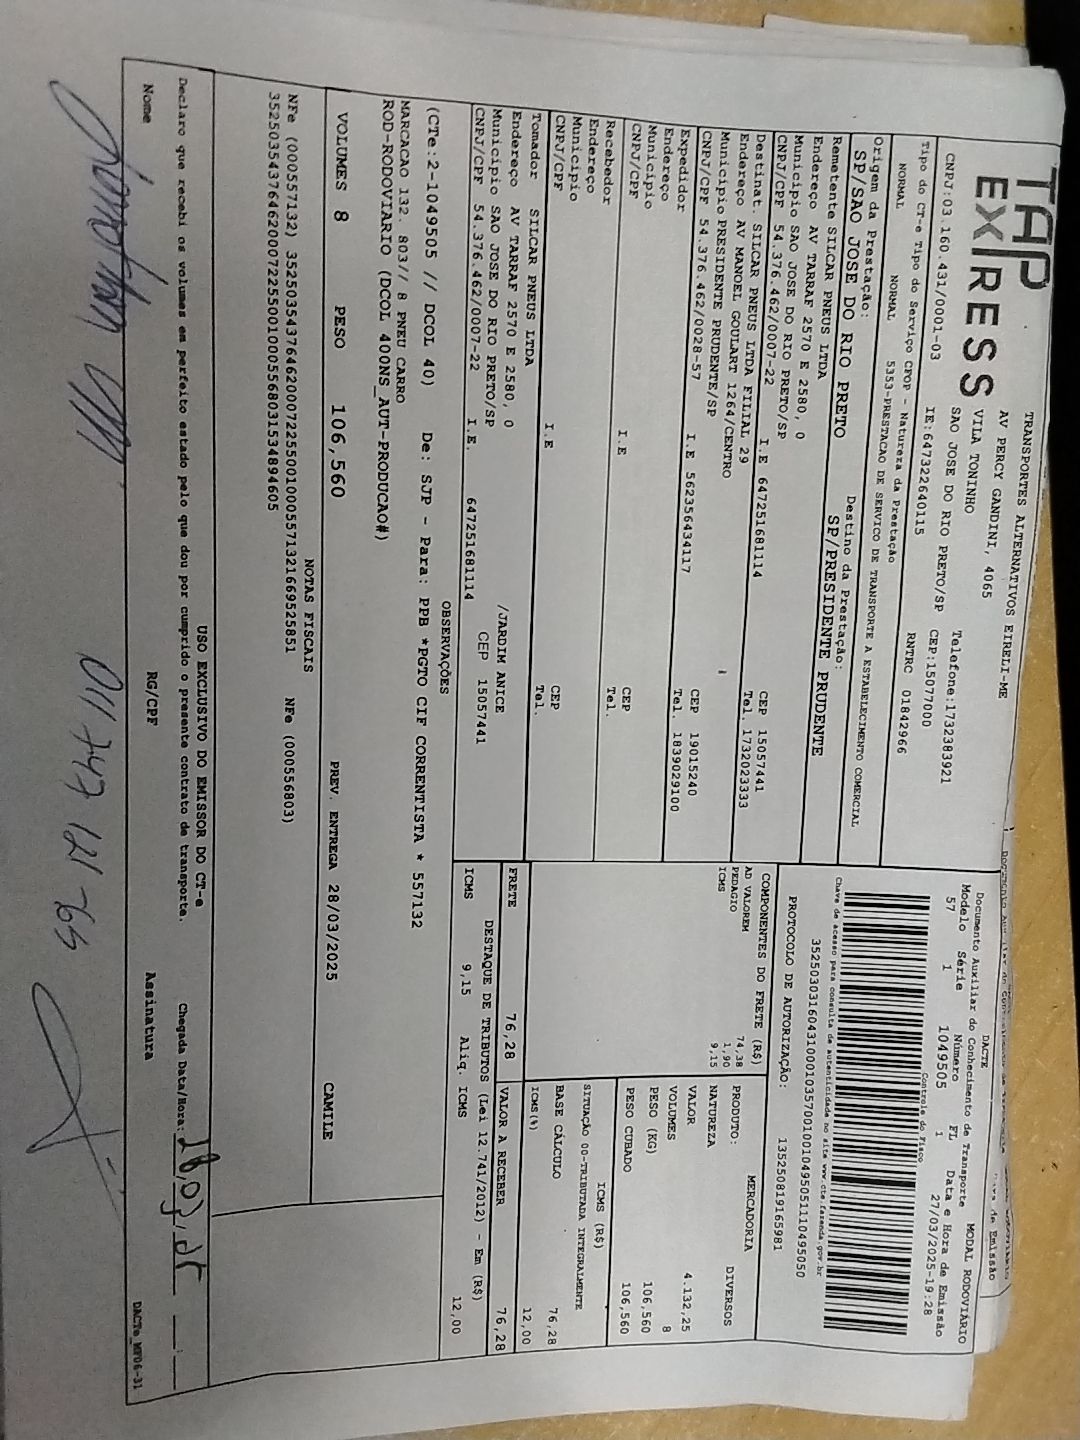 TAP
EXPRESS
TRANSPORTES ALTERNATIVOS EIRELI-ME
AV PERCY GANDINI, 4065
VILA TONINHO
SAO JOSE DO RIO PRETO/SP Telefone:1732383921
CNPJ:03.160.431/0001-03 IE:647322640115 CEP:15077000
RNTRC 01842966
Tipo do CT-e Tipo do Serviço CFOP - Natureza da Prestação
NORMAL NORMAL 5353-PRESTACAO DE SERVICO DE TRANSPORTE A ESTABELECIMENTO COMERCIAL
Origem da Prestação: Destino da Prestação:
SP/SAO JOSE DO RIO PRETO SP/PRESIDENTE PRUDENTE
Remetente SILCAR PNEUS LTDA
Endereço AV TARRAF 2570 E 2580, 0
Município SAO JOSE DO RIO PRETO/SP CEP 15057441
CNPJ/CPF 54.376.462/0007-22 I.E 647251681114 Tel. 1732023333
Destinat. SILCAR PNEUS LTDA FILIAL 29
Endereço AV MANOEL GOULART 1264/CENTRO
Município PRESIDENTE PRUDENTE/SP CEP 19015240
CNPJ/CPF 54.376.462/0028-57 I.E 562356434117 Tel. 1839029100
Expedidor
Endereço
Município CEP
CNPJ/CPF I.E Tel.
Recebedor
Endereço
Município CEP
CNPJ/CPF I.E Tel.
Tomador SILCAR PNEUS LTDA
Endereço AV TARRAF 2570 E 2580, 0 /JARDIM ANICE
Município SAO JOSE DO RIO PRETO/SP CEP 15057441
CNPJ/CPF 54.376.462/0007-22 I.E. 647251681114
DACTE MODAL RODOVIÁRIO
Documento Auxiliar do Conhecimento de Transporte
Modelo Série Número FL Data e Hora de Emissão
57 1 1049505 1 27/03/2025-19:28
Controle do Fisco
Chave de acesso para consulta de autenticidade no site www.cte.fazenda.gov.br
35250303160431000103570010010495051110495050
PROTOCOLO DE AUTORIZAÇÃO: 135250819165981
COMPONENTES DO FRETE (R$)
AD VALOREM 74,38
PEDAGIO 1,90
ICMS 9,15
MERCADORIA
PRODUTO: DIVERSOS
NATUREZA
VALOR 4.132,25
VOLUMES 8
PESO (KG) 106,560
PESO CUBADO 106,560
ICMS (R$)
SITUAÇÃO 00-TRIBUTADA INTEGRALMENTE
BASE CÁLCULO 76,28
ICMS(%) 12,00
FRETE 76,28 VALOR A RECEBER 76,28
DESTAQUE DE TRIBUTOS (Lei 12.741/2012) - Em (R$)
ICMS 9,15 Aliq. ICMS 12,00
OBSERVAÇÕES
(CTe:2-1049505 // DCOL 40) De: SJP - Para: PPB *PGTO CIF CORRENTISTA * 557132
MARCACAO 132. 803// 8 PNEU CARRO
ROD-RODOVIARIO (DCOL 400NS_AUT-PRODUCAO#)
VOLUMES 8 PESO 106,560 PREV. ENTREGA 28/03/2025 CAMILE
NOTAS FISCAIS
NFe (000557132) 35250354376462000722550010005571321669525851 NFe (000556803)
35250354376462000722550010005568031534894605
USO EXCLUSIVO DO EMISSOR DO CT-e
Declaro que recebi os volumes em perfeito estado pelo que dou por cumprido o presente contrato de transporte. Chegada Data/Hora: 28/03/25 __:__
Nome RG/CPF Assinatura
DACTe_MF06-31